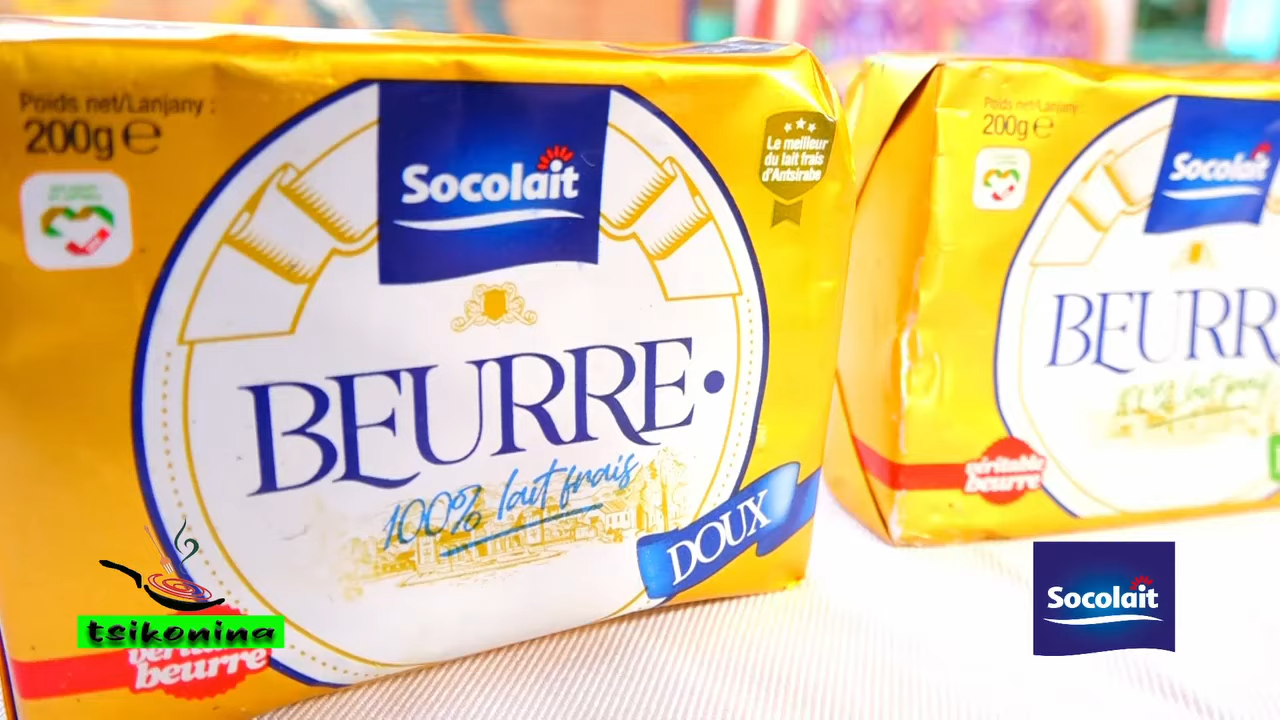 Poids net/Lanjany :
200g e
Socolait
Le meilleur
du lait frais
d'Antsirabe
BEURRE
100% lait frais
DOUX
beurre
tsikonina
Poids net/Lanjany :
200g e
Socolait
BEURR
véritable
beurre
Socolait